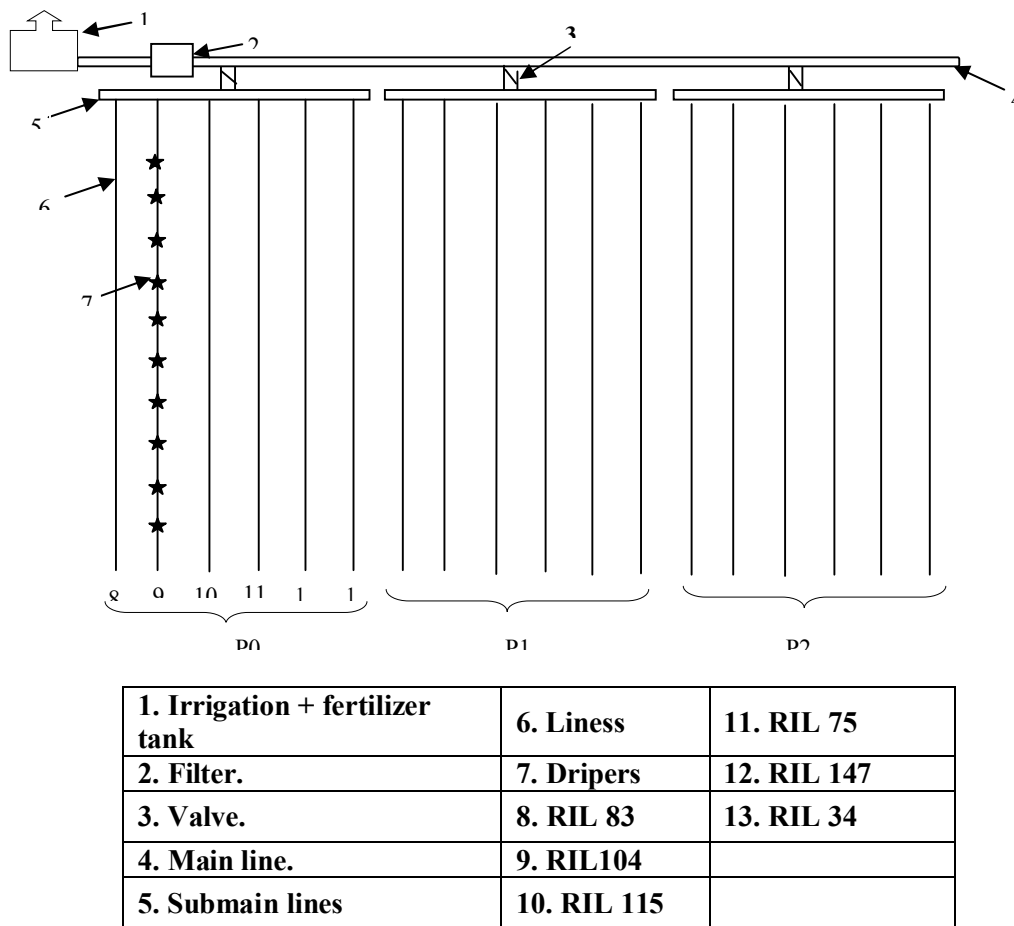 1
2
3
4
5
6
7
8 9 10 11 1 1
P0 P1 P2
1. Irrigation + fertilizer tank 6. Liness 11. RIL 75
2. Filter. 7. Dripers 12. RIL 147
3. Valve. 8. RIL 83 13. RIL 34
4. Main line. 9. RIL104
5. Submain lines 10. RIL 115